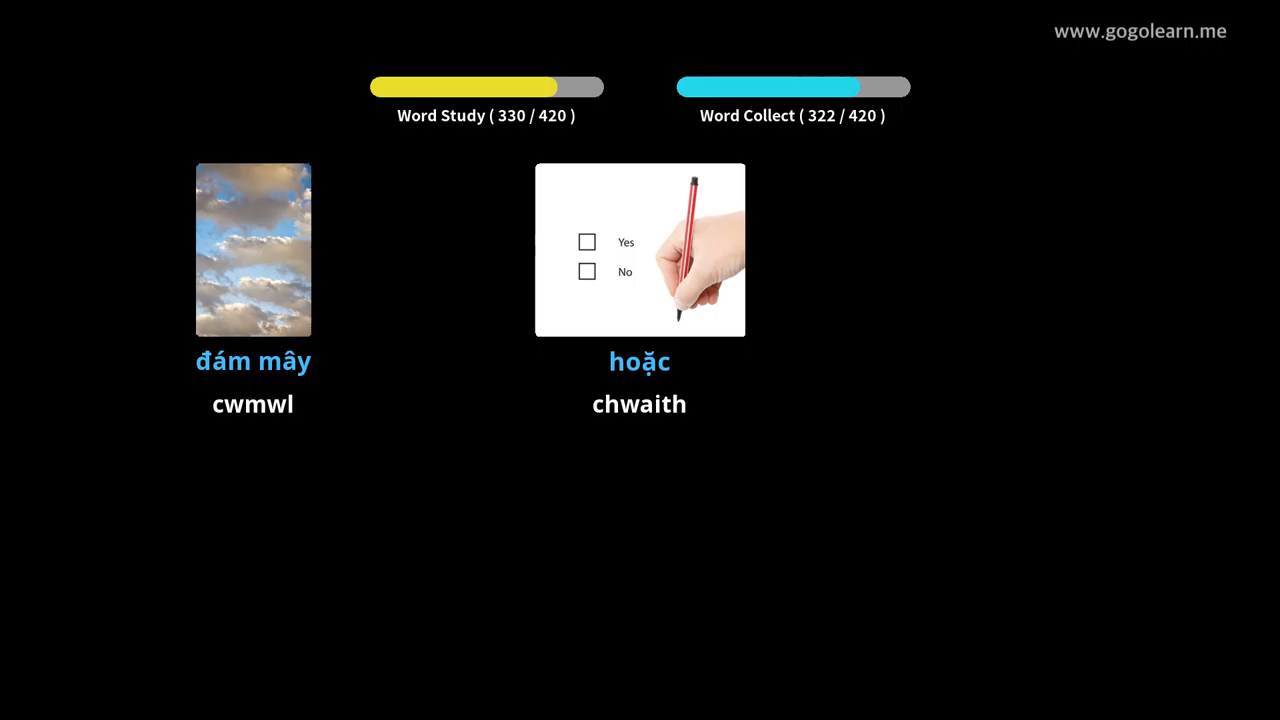 www.gogolearn.me
Word Study ( 330 / 420 )
Word Collect ( 322 / 420 )
Yes
No
đám mây
cwmwl
hoặc
chwaith